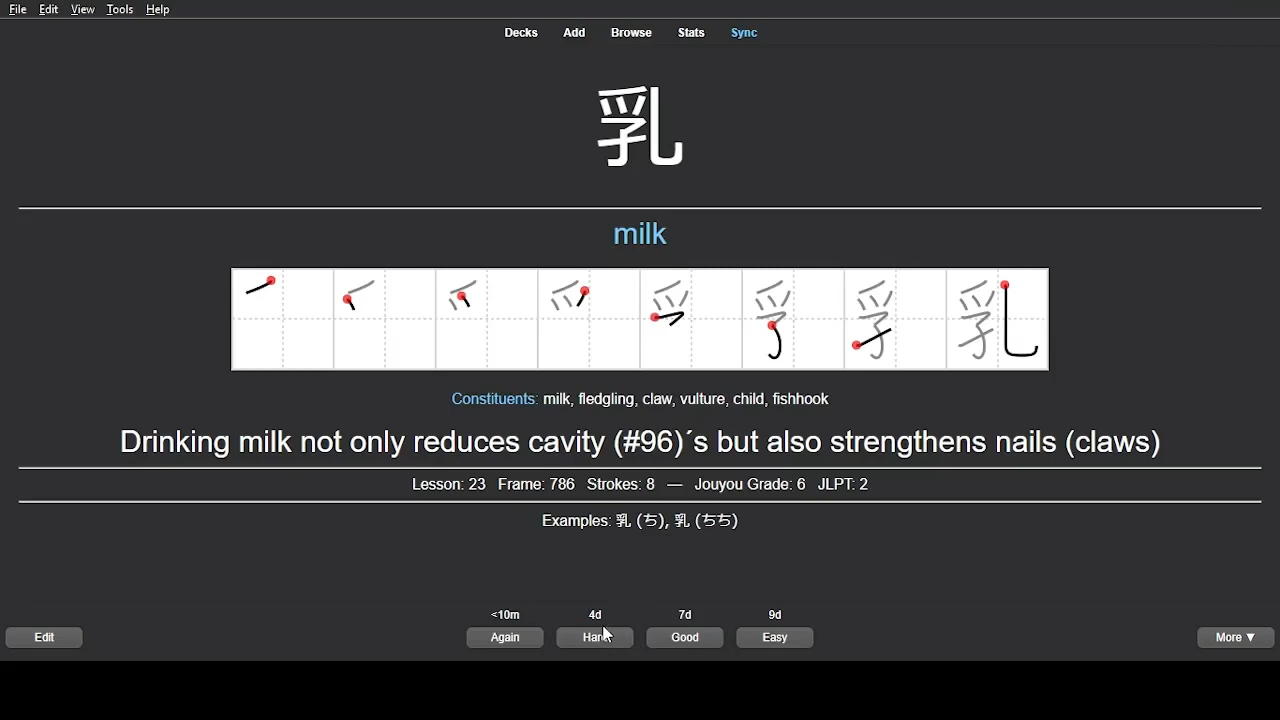 File Edit View Tools Help
Decks Add Browse Stats Sync
乳
milk
Constituents: milk, fledgling, claw, vulture, child, fishhook
Drinking milk not only reduces cavity (#96)´s but also strengthens nails (claws)
Lesson: 23 Frame: 786 Strokes: 8 — Jouyou Grade: 6 JLPT: 2
Examples: 乳 (ち), 乳 (ちち)
<10m 4d 7d 9d
Edit Again Hard Good Easy More ▼